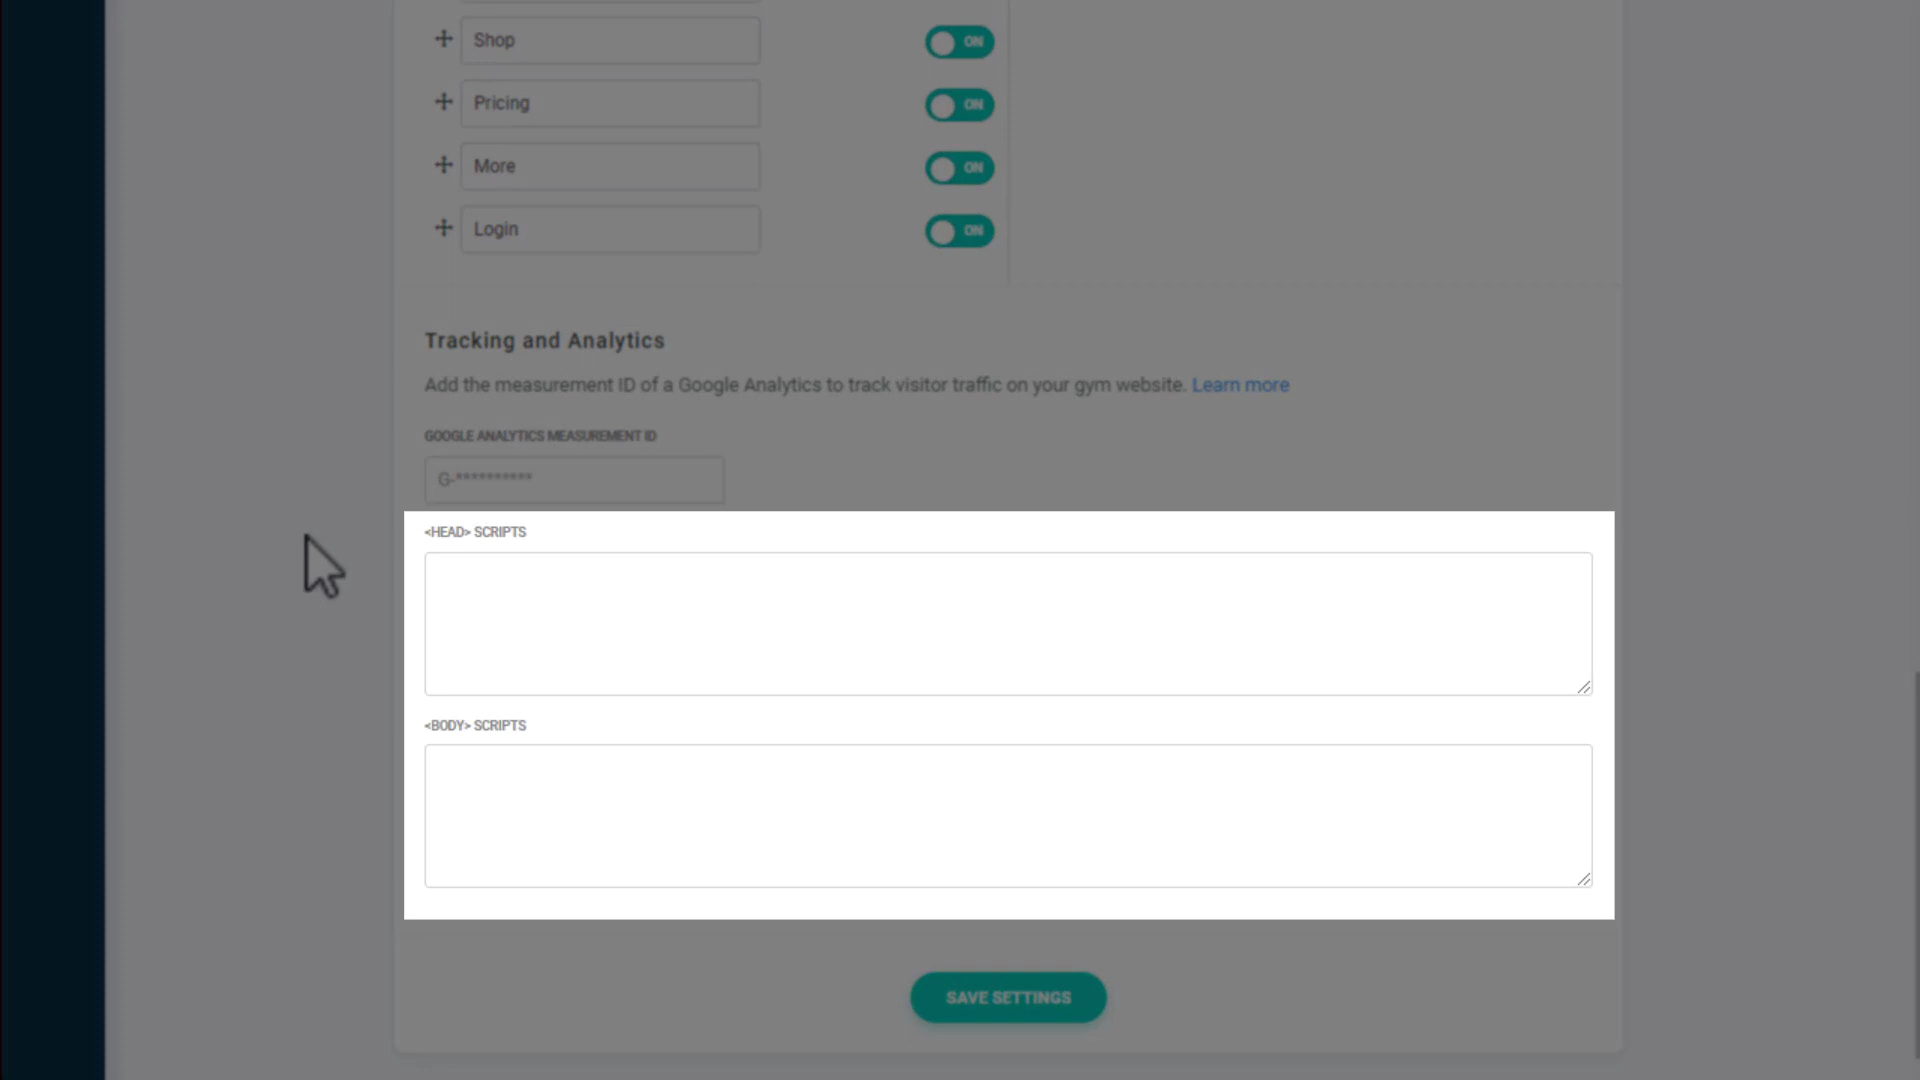 Shop
ON
Pricing
ON
More
ON
Login
ON
Tracking and Analytics
Add the measurement ID of a Google Analytics to track visitor traffic on your gym website. Learn more
GOOGLE ANALYTICS MEASUREMENT ID
G-**********
<HEAD> SCRIPTS
<BODY> SCRIPTS
SAVE SETTINGS